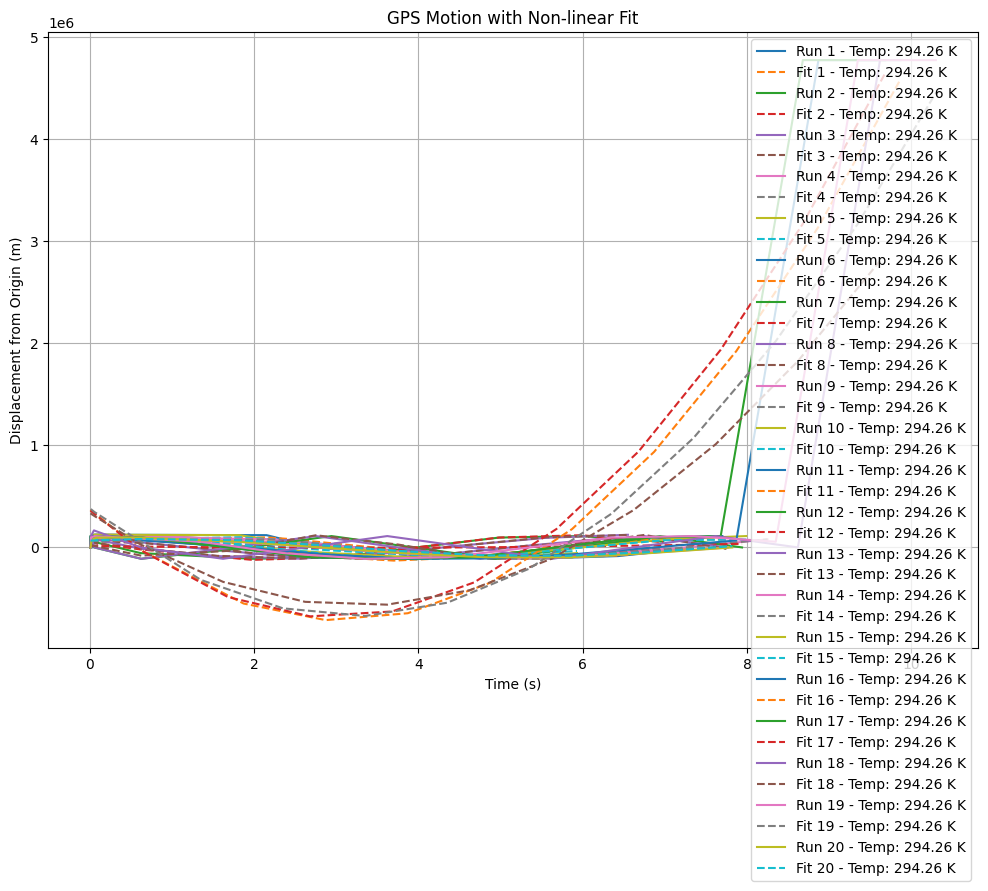 GPS Motion with Non-linear Fit
1e6
5
4
3
2
1
0
Displacement from Origin (m)
0 2 4 6 8 10
Time (s)
Run 1 - Temp: 294.26 K
Fit 1 - Temp: 294.26 K
Run 2 - Temp: 294.26 K
Fit 2 - Temp: 294.26 K
Run 3 - Temp: 294.26 K
Fit 3 - Temp: 294.26 K
Run 4 - Temp: 294.26 K
Fit 4 - Temp: 294.26 K
Run 5 - Temp: 294.26 K
Fit 5 - Temp: 294.26 K
Run 6 - Temp: 294.26 K
Fit 6 - Temp: 294.26 K
Run 7 - Temp: 294.26 K
Fit 7 - Temp: 294.26 K
Run 8 - Temp: 294.26 K
Fit 8 - Temp: 294.26 K
Run 9 - Temp: 294.26 K
Fit 9 - Temp: 294.26 K
Run 10 - Temp: 294.26 K
Fit 10 - Temp: 294.26 K
Run 11 - Temp: 294.26 K
Fit 11 - Temp: 294.26 K
Run 12 - Temp: 294.26 K
Fit 12 - Temp: 294.26 K
Run 13 - Temp: 294.26 K
Fit 13 - Temp: 294.26 K
Run 14 - Temp: 294.26 K
Fit 14 - Temp: 294.26 K
Run 15 - Temp: 294.26 K
Fit 15 - Temp: 294.26 K
Run 16 - Temp: 294.26 K
Fit 16 - Temp: 294.26 K
Run 17 - Temp: 294.26 K
Fit 17 - Temp: 294.26 K
Run 18 - Temp: 294.26 K
Fit 18 - Temp: 294.26 K
Run 19 - Temp: 294.26 K
Fit 19 - Temp: 294.26 K
Run 20 - Temp: 294.26 K
Fit 20 - Temp: 294.26 K